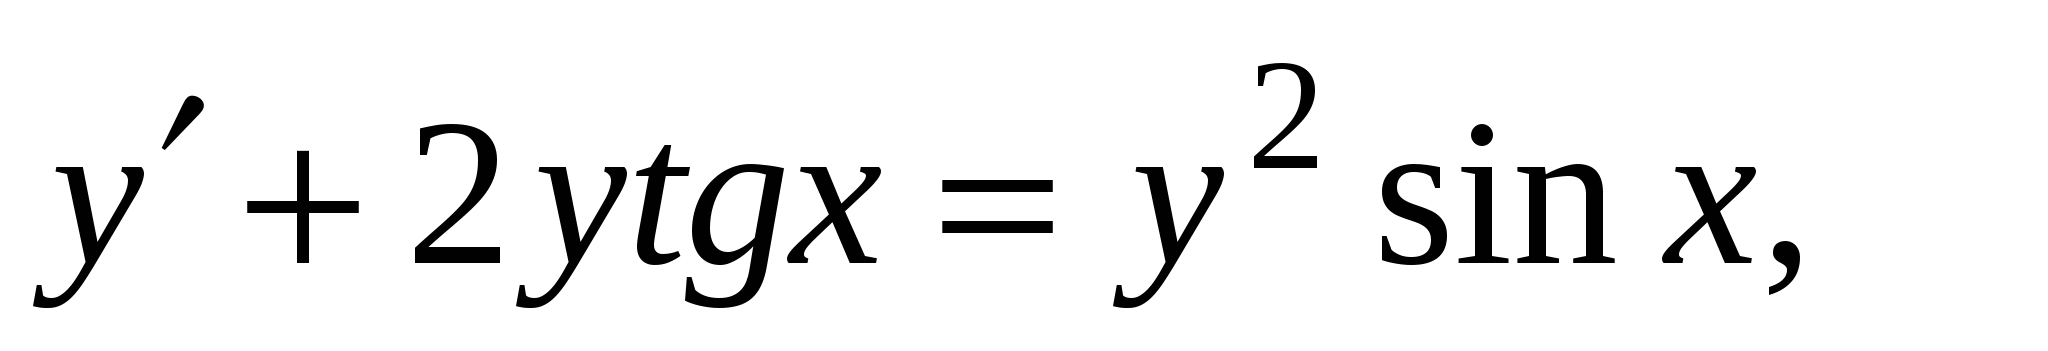 y′ + 2ytgx = y² sin x,